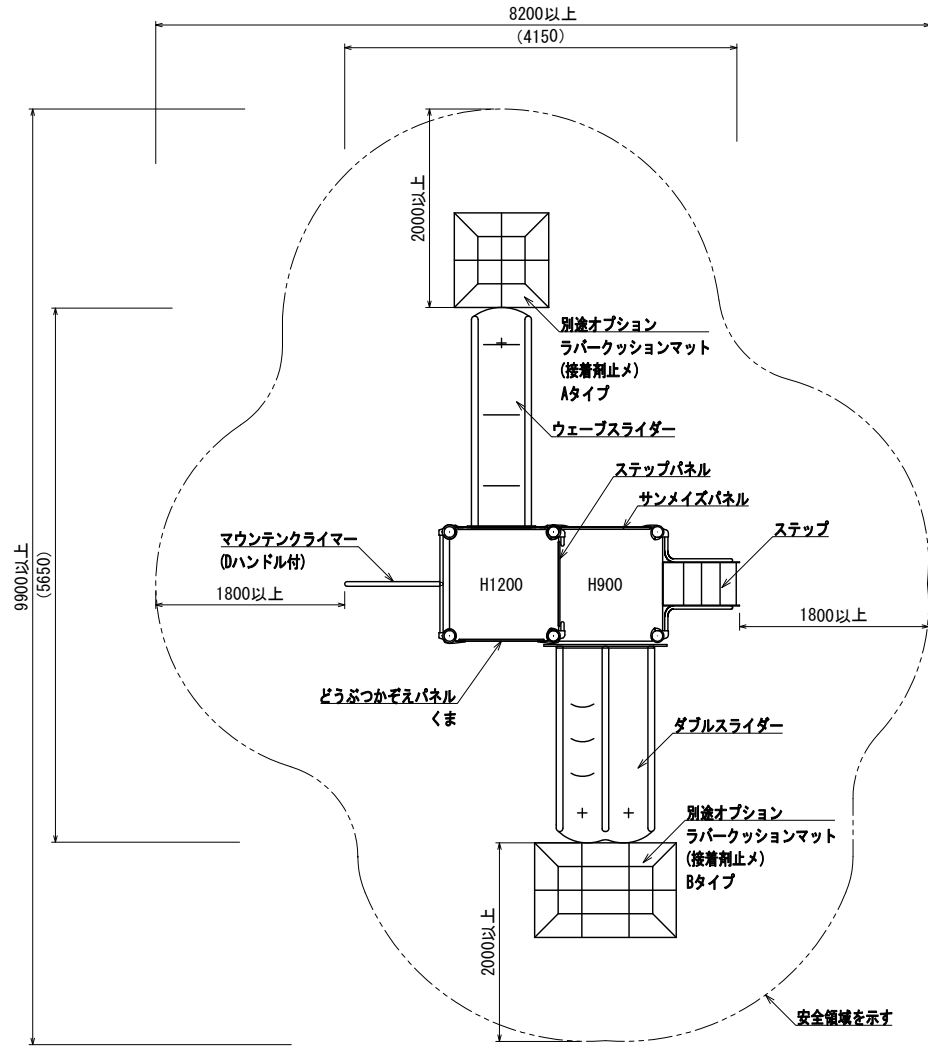 8200以上
(4150)
2000以上
別途オプション
ラバークッションマット
(接着剤止メ)
Aタイプ
ウェーブスライダー
ステップパネル
サンメイズパネル
ステップ
マウンテンクライマー
(Dハンドル付)
H1200
H900
1800以上
1800以上
9900以上
(5650)
どうぶつかぞえパネル
くま
ダブルスライダー
別途オプション
ラバークッションマット
(接着剤止メ)
Bタイプ
2000以上
安全領域を示す